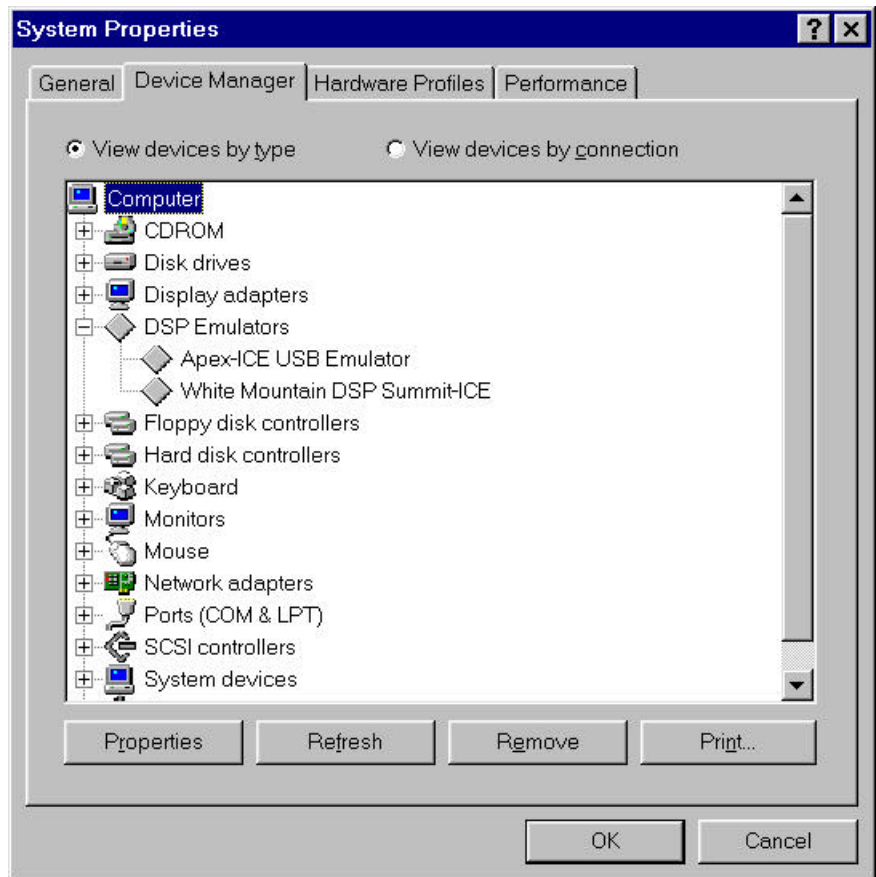 System Properties
General Device Manager Hardware Profiles Performance
View devices by type View devices by connection
Computer
CDROM
Disk drives
Display adapters
DSP Emulators
Apex-ICE USB Emulator
White Mountain DSP Summit-ICE
Floppy disk controllers
Hard disk controllers
Keyboard
Monitors
Mouse
Network adapters
Ports (COM & LPT)
SCSI controllers
System devices
Properties Refresh Remove Print...
OK Cancel